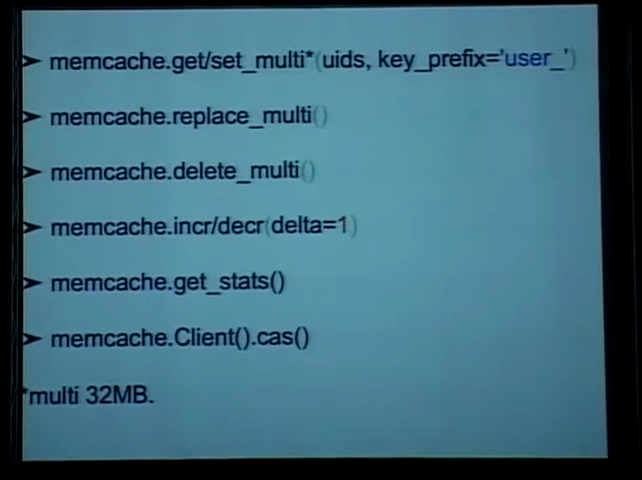 ➤ memcache.get/set_multi*(uids, key_prefix='user_')
➤ memcache.replace_multi()
➤ memcache.delete_multi()
➤ memcache.incr/decr(delta=1)
➤ memcache.get_stats()
➤ memcache.Client().cas()
*multi 32MB.